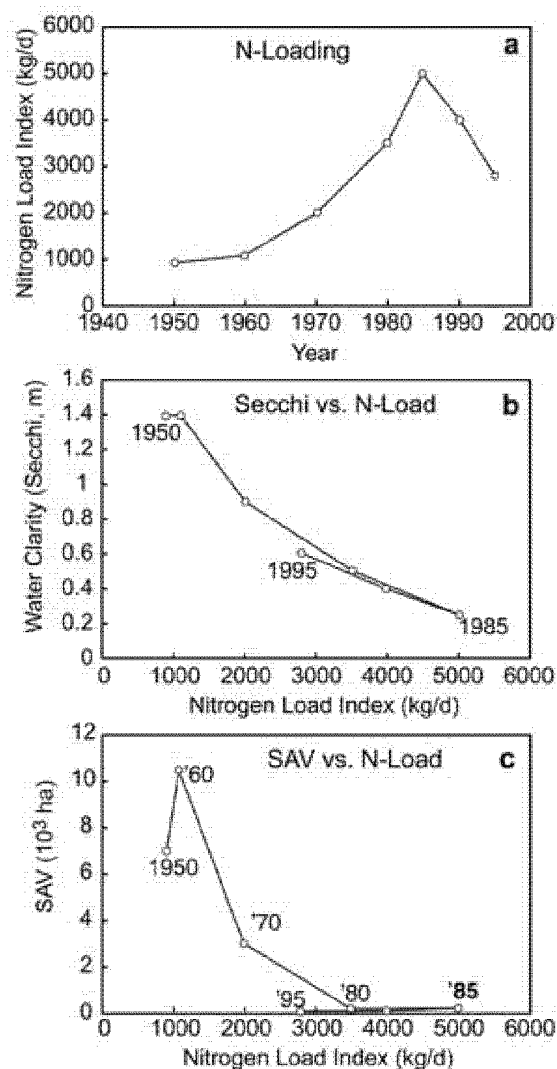 N-Loading
a
Nitrogen Load Index (kg/d)
6000
5000
4000
3000
2000
1000
0
1940 1950 1960 1970 1980 1990 2000
Year
Secchi vs. N-Load
b
Water Clarity (Secchi, m)
1.6
1.4
1.2
1
0.8
0.6
0.4
0.2
0
1950
1995
1985
0 1000 2000 3000 4000 5000 6000
Nitrogen Load Index (kg/d)
SAV vs. N-Load
c
SAV (10³ ha)
12
10
8
6
4
2
0
'60
1950
'70
'95
'80
'85
0 1000 2000 3000 4000 5000 6000
Nitrogen Load Index (kg/d)